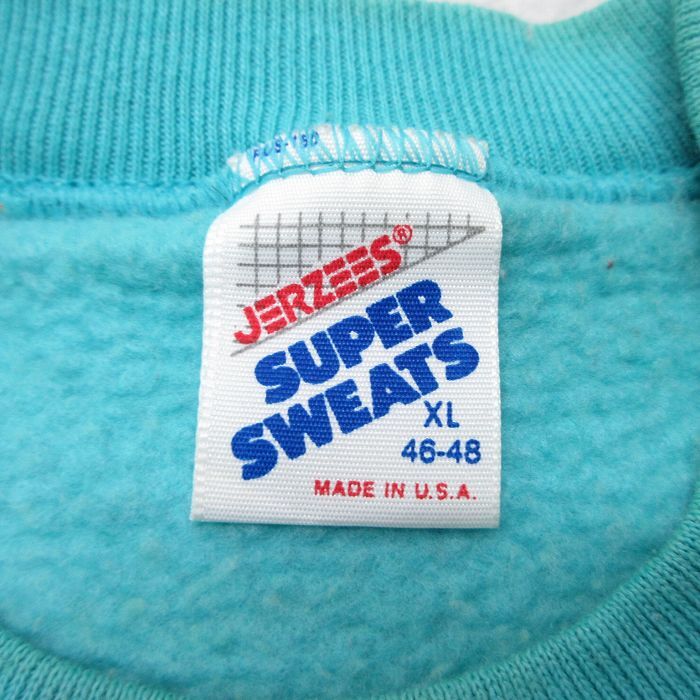 JERZEES®
SUPER
SWEATS
XL
46-48
MADE IN U.S.A.